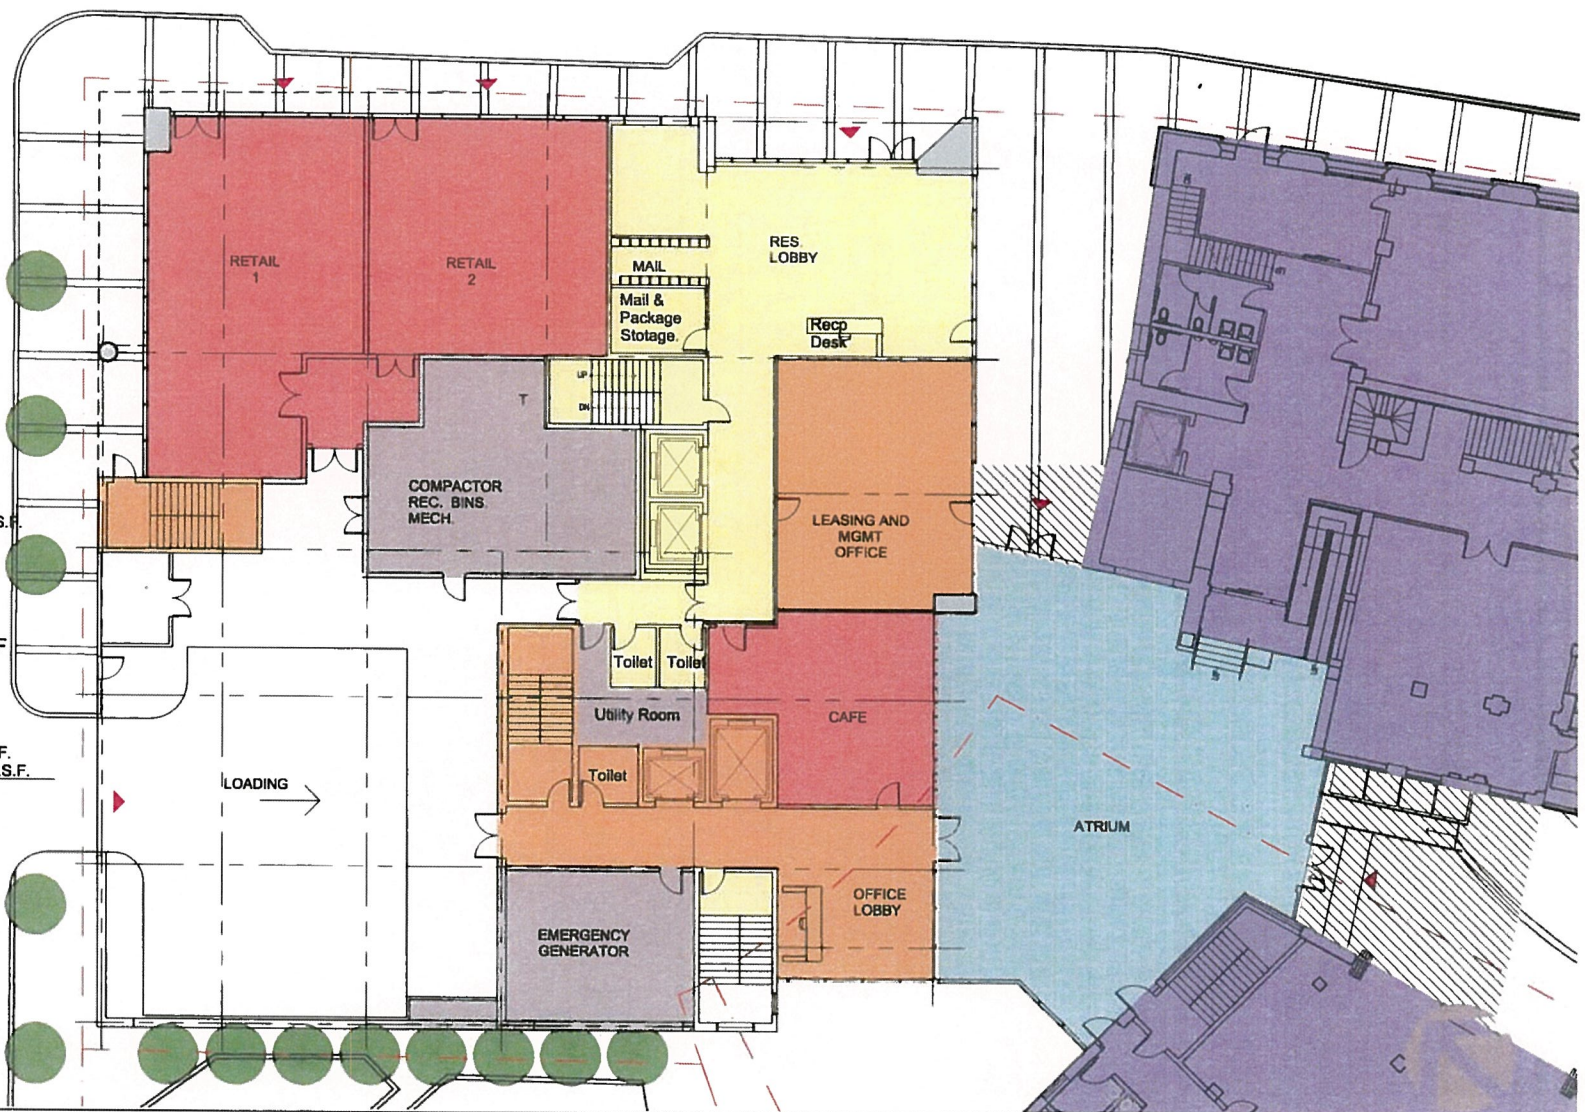 RETAIL
1
RETAIL
2
RES.
LOBBY
MAIL
Mail &
Package
Stotage.
Recp
Desk
UP
DN
T
COMPACTOR
REC. BINS
MECH.
LEASING AND
MGMT
OFFICE
S.F.
Toilet
Toilet
Utility Room
CAFE
F.
S.F.
LOADING
Toilet
ATRIUM
OFFICE
LOBBY
EMERGENCY
GENERATOR